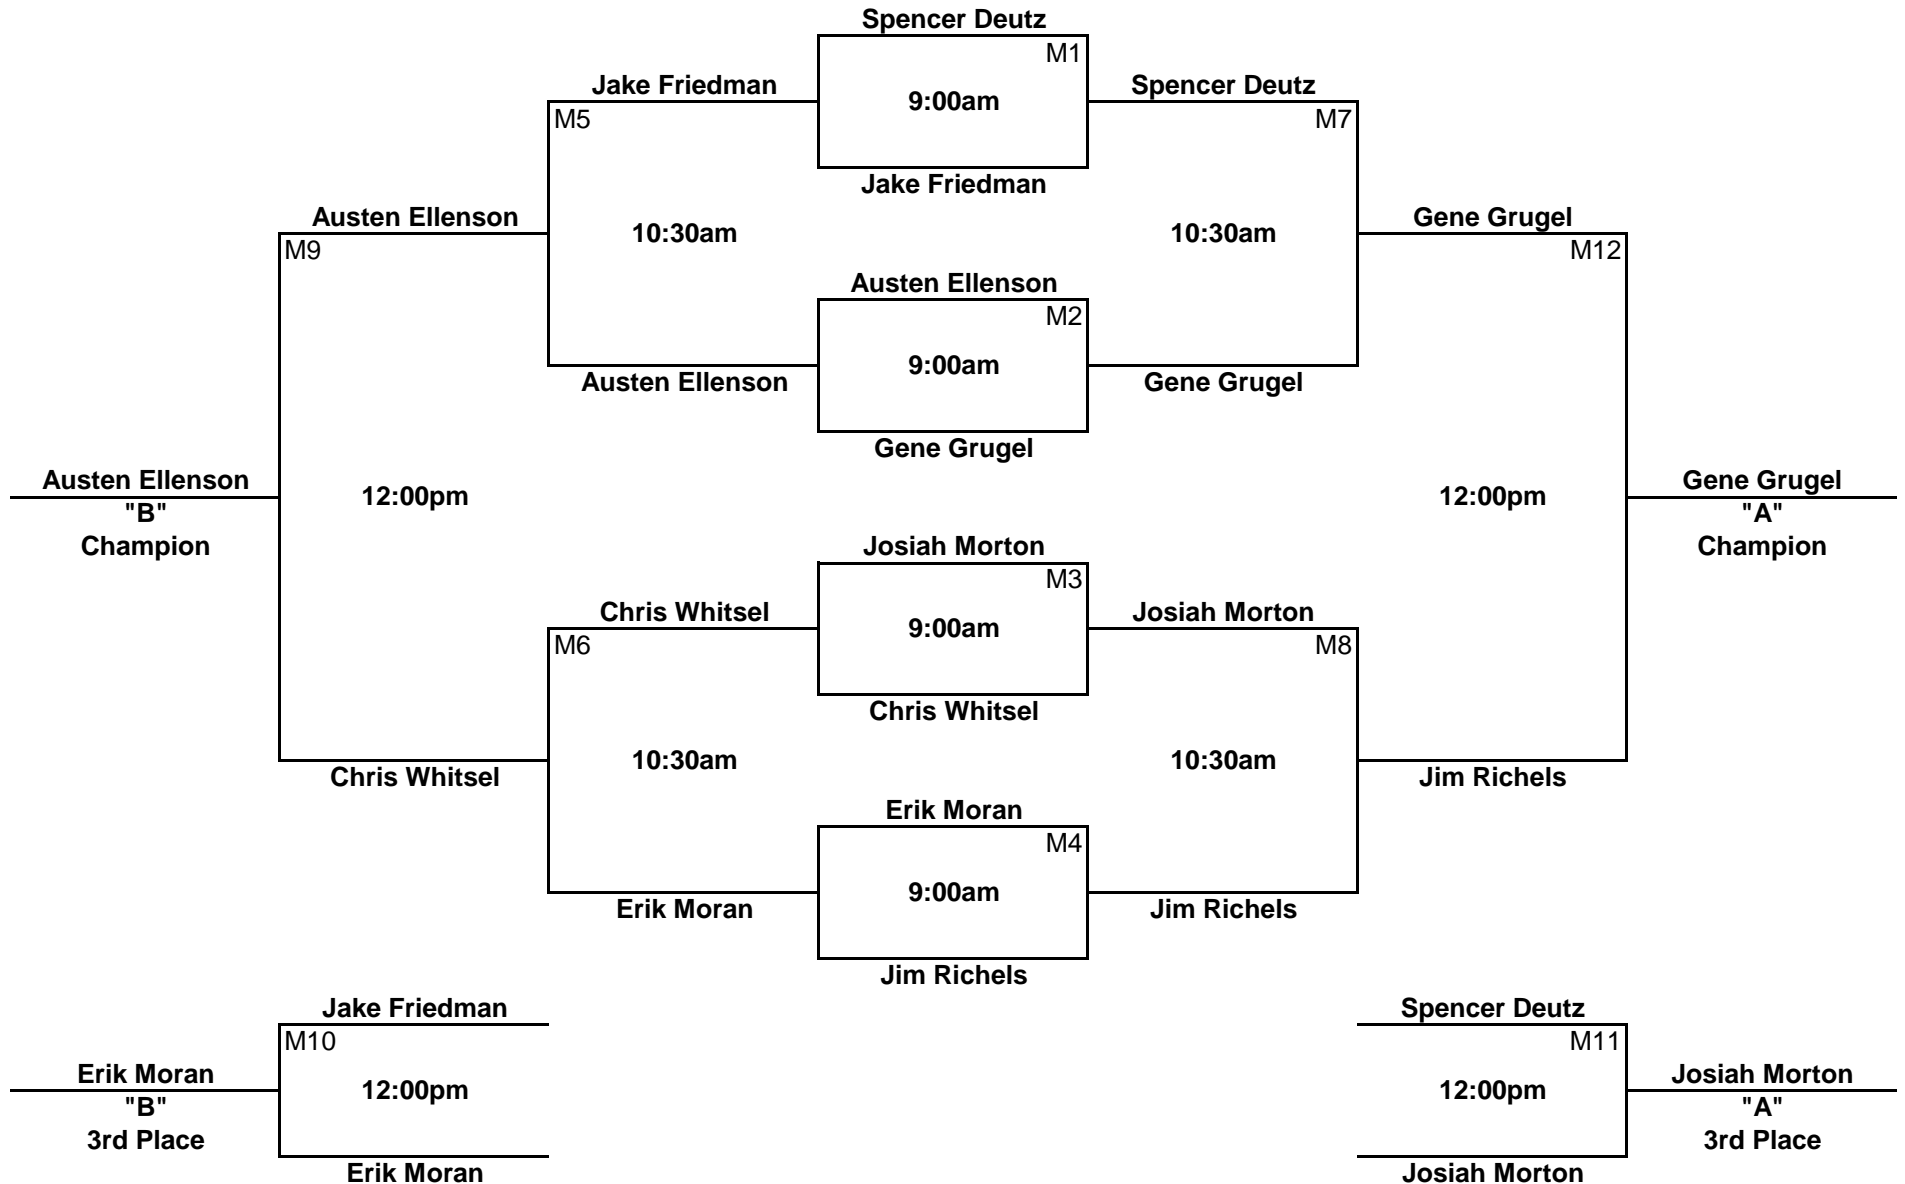 Spencer Deutz
M1
Jake Friedman
9:00am
Spencer Deutz
M5
M7
Jake Friedman
Austen Ellenson
10:30am
10:30am
Gene Grugel
M9
M12
Austen Ellenson
M2
9:00am
Austen Ellenson
Gene Grugel
Gene Grugel
Austen Ellenson
12:00pm
12:00pm
Gene Grugel
"B"
"A"
Champion
Champion
Josiah Morton
M3
Chris Whitsel
9:00am
Josiah Morton
M6
M8
Chris Whitsel
10:30am
10:30am
Chris Whitsel
Jim Richels
Erik Moran
M4
9:00am
Erik Moran
Jim Richels
Jim Richels
Jake Friedman
Spencer Deutz
M10
M11
Erik Moran
12:00pm
12:00pm
Josiah Morton
"B"
"A"
3rd Place
3rd Place
Erik Moran
Josiah Morton